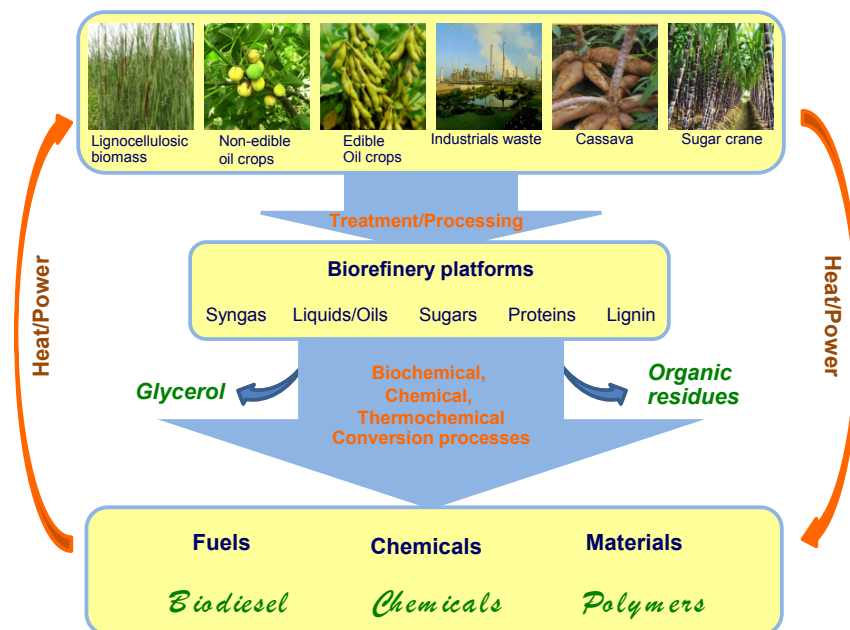 Lignocellulosic
biomass
Non-edible
oil crops
Edible
Oil crops
Industrials waste
Cassava
Sugar crane
Treatment/Processing
Heat/Power
Heat/Power
Biorefinery platforms
Syngas Liquids/Oils Sugars Proteins Lignin
Glycerol
Biochemical,
Chemical,
Thermochemical
Conversion processes
Organic
residues
Fuels Chemicals Materials
Biodiesel Chemicals Polymers